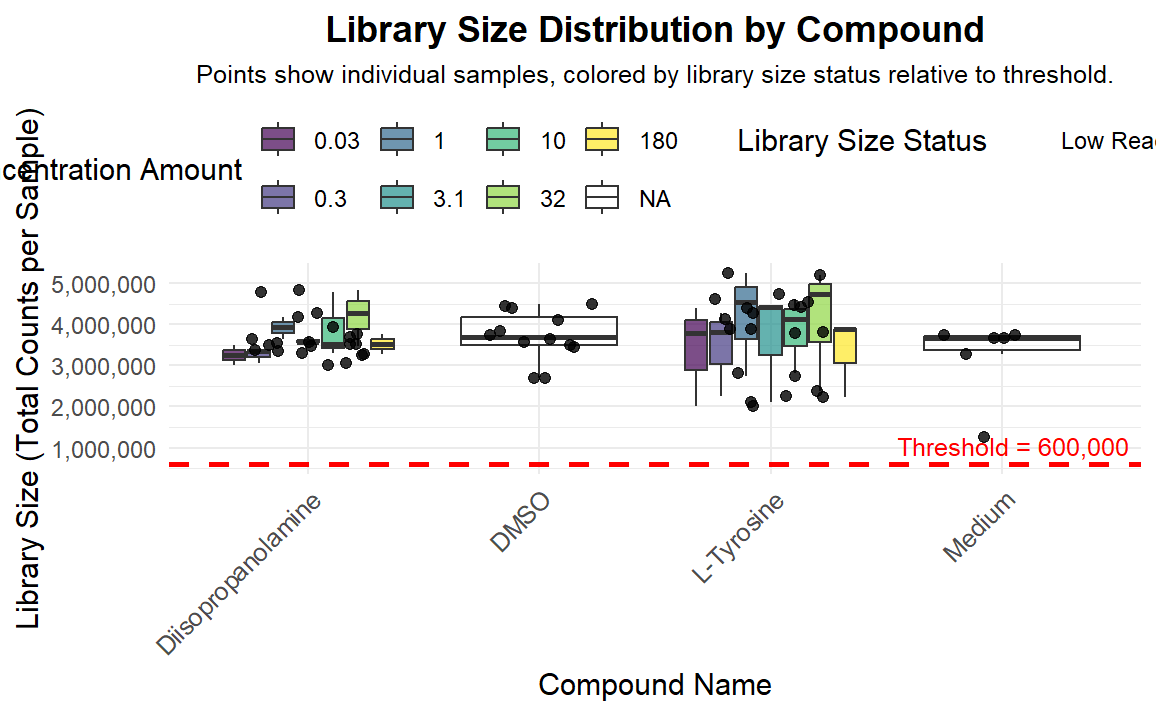 Library Size Distribution by Compound
Points show individual samples, colored by library size status relative to threshold.
centration Amount
0.03 1 10 180
0.3 3.1 32 NA
Library Size Status
Low Rea
Library Size (Total Counts per Sample)
5,000,000
4,000,000
3,000,000
2,000,000
1,000,000
Threshold = 600,000
Diisopropanolamine
DMSO
L-Tyrosine
Medium
Compound Name